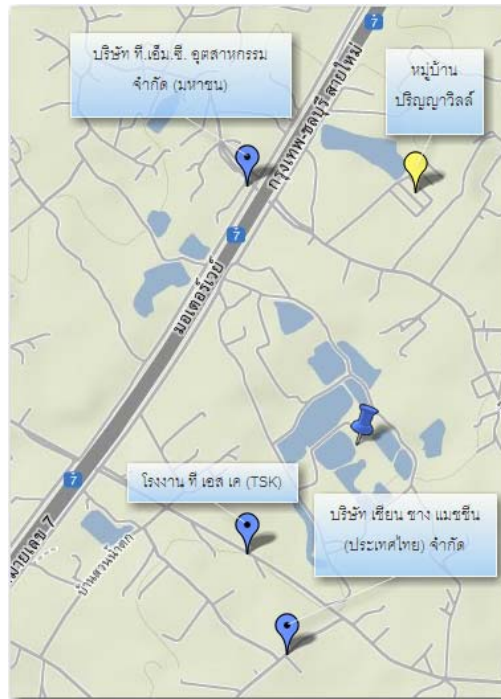 7
บริษัท ที.เอ็ม.ซี. อุตสาหกรรม
จำกัด (มหาชน)
หมู่บ้าน
ปริญญาวิลล์
กรุงเทพ-ชลบุรี สายใหม่
7
มอเตอร์เวย์
7
โรงงาน ที เอส เค (TSK)
บริษัท เซียน ซาง แมชชีน
(ประเทศไทย) จำกัด
หมายเลข 7
บ้านสวนน้ำตก